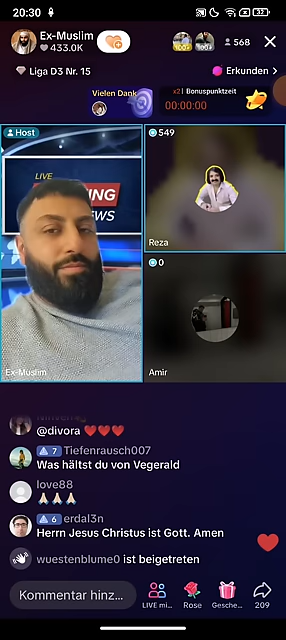 20:30
32
Ex-Muslim
433.0K
100+
568
Liga D3 Nr. 15
Erkunden >
Vielen Dank
x2 | Bonuspunktzeit
00:00:00
Host
549
LIVE
NEWS
Reza
0
Ex-Muslim
Amir
@divora ❤️❤️❤️
7 Tiefenrausch007
Was hältst du von Vegerald
love88
🙏🏻🙏🏻🙏🏻🙏🏻
6 erdal3n
Herrn Jesus Christus ist Gott. Amen
wuestenblume0 ist beigetreten
Kommentar hinz...
LIVE mi...
Rose
Gesche...
209